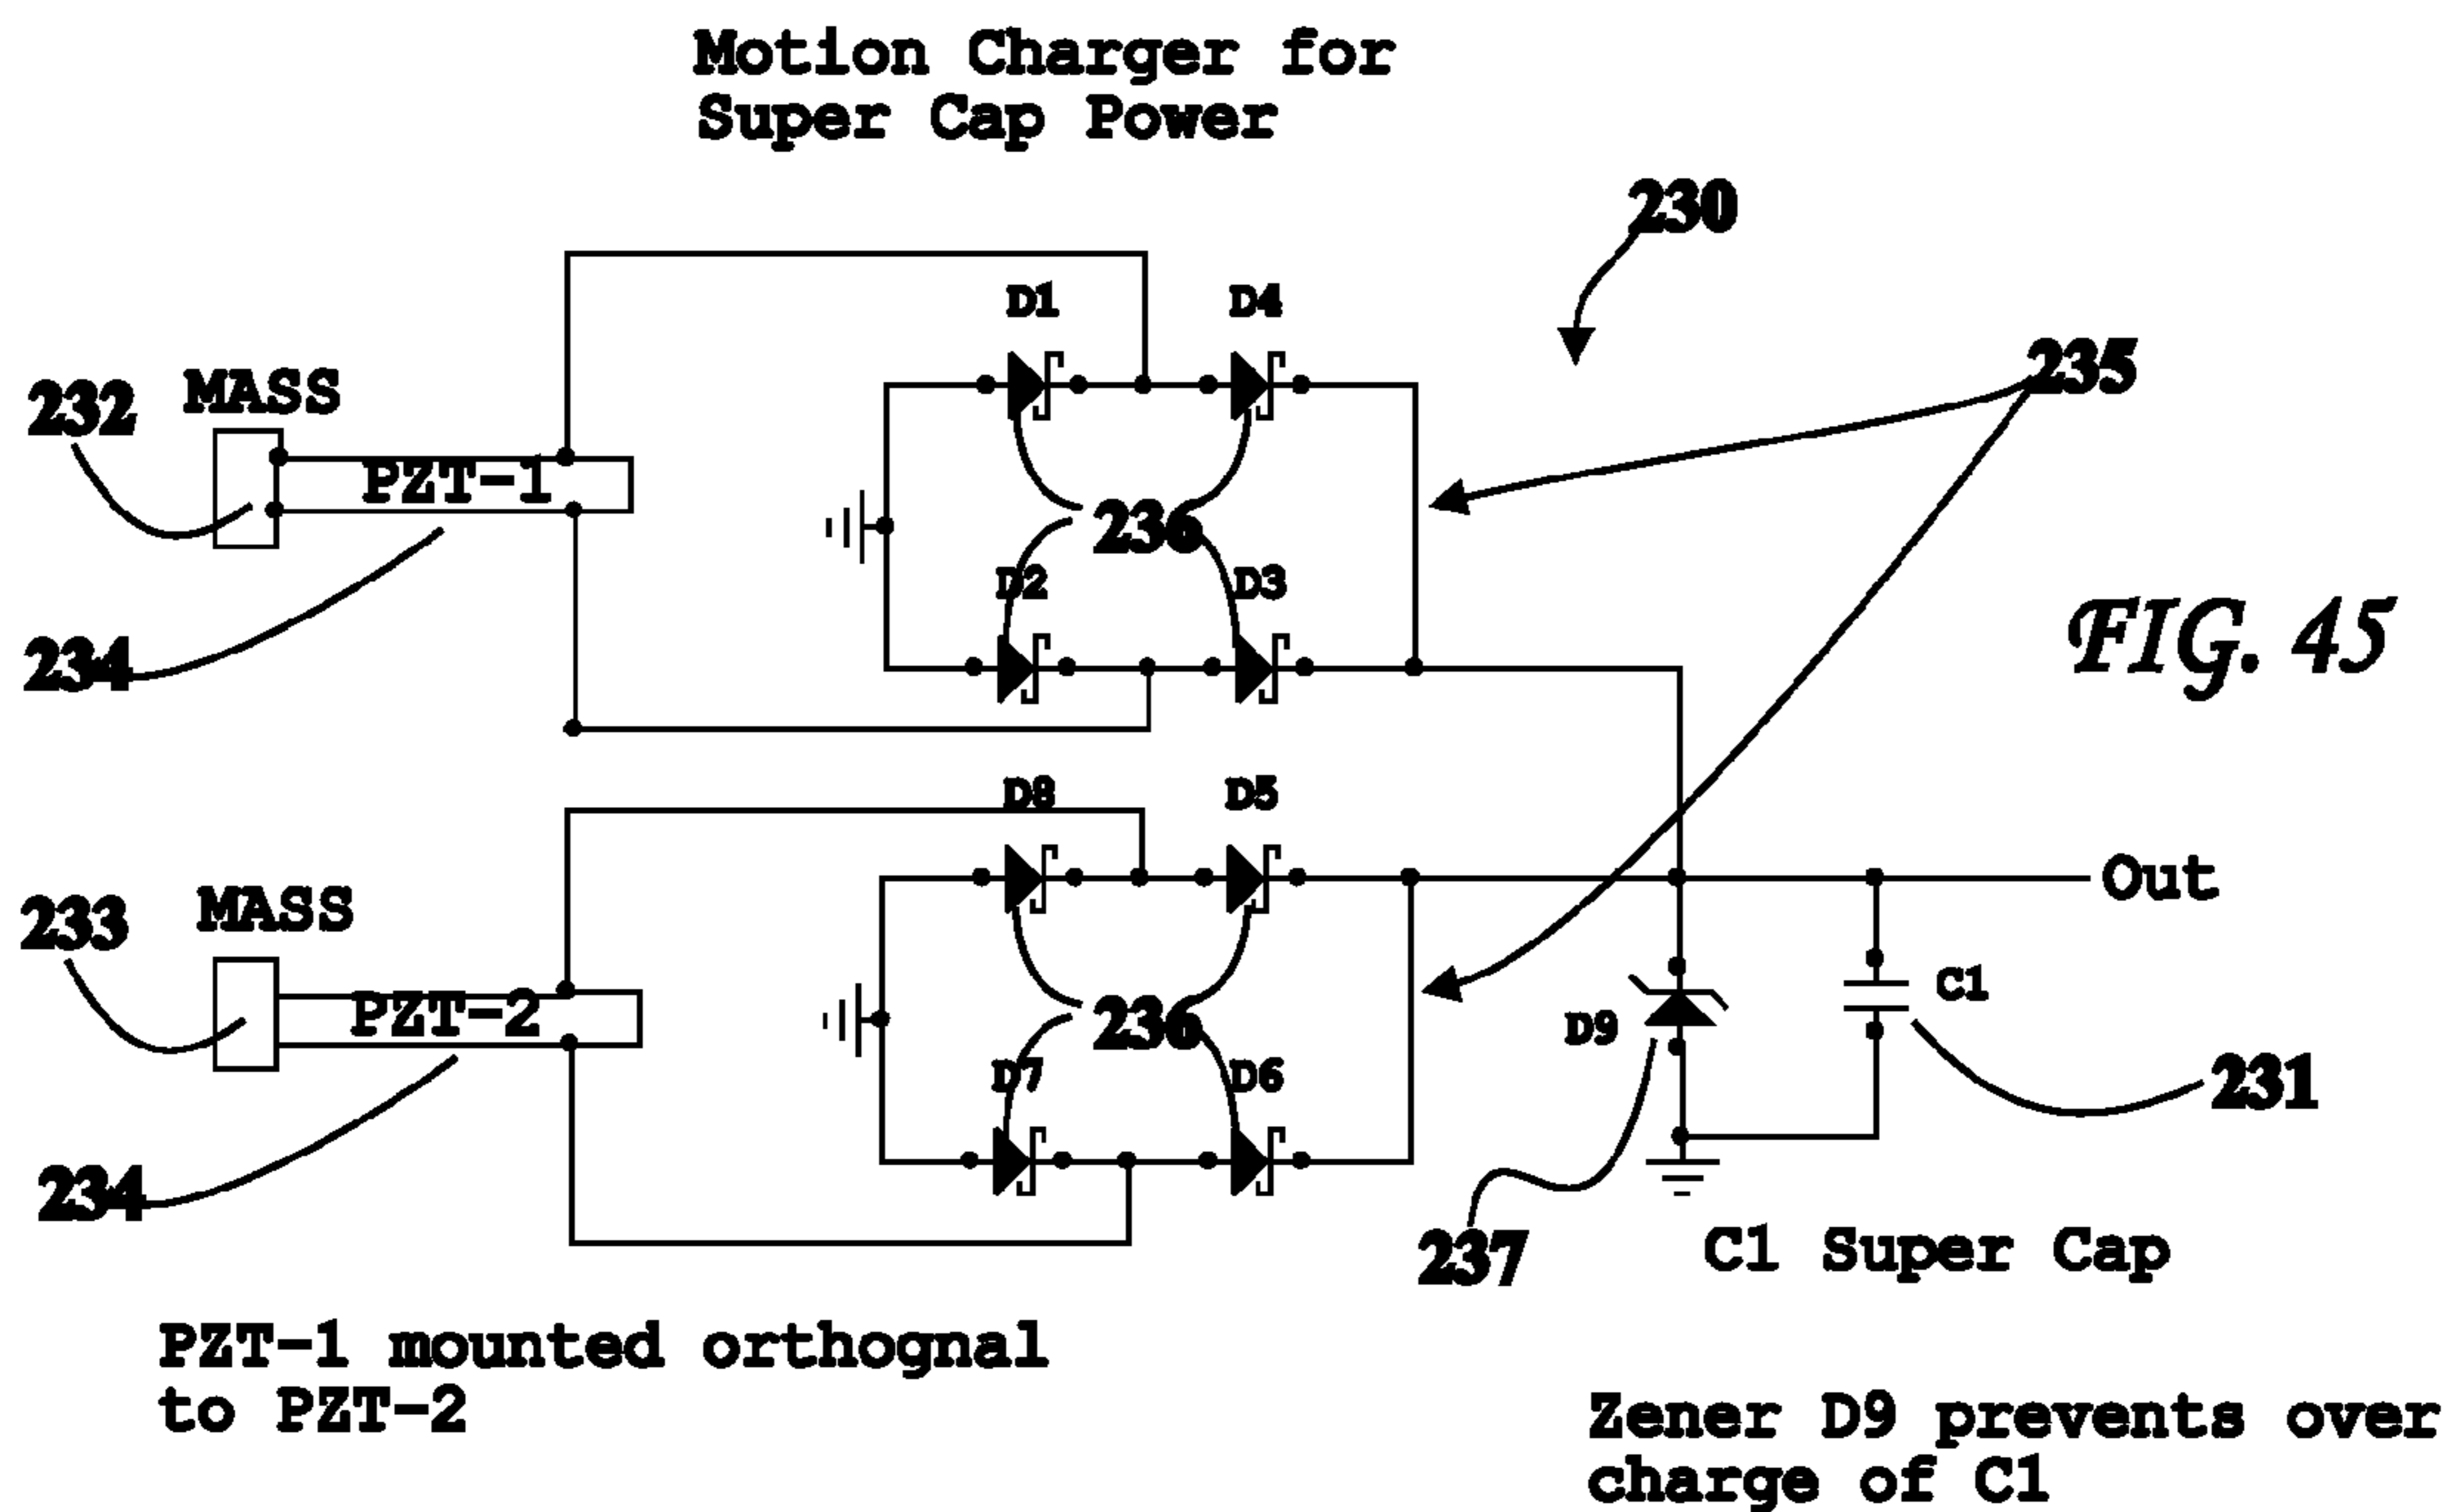 Motion Charger for
Super Cap Power
230
D1
D4
235
232
MASS
PZT-1
236
D2
D3
FIG. 45
234
D8
D5
Out
233
MASS
PZT-2
236
D9
C1
D7
D6
231
234
237
C1 Super Cap
PZT-1 mounted orthognal
to PZT-2
Zener D9 prevents over
charge of C1